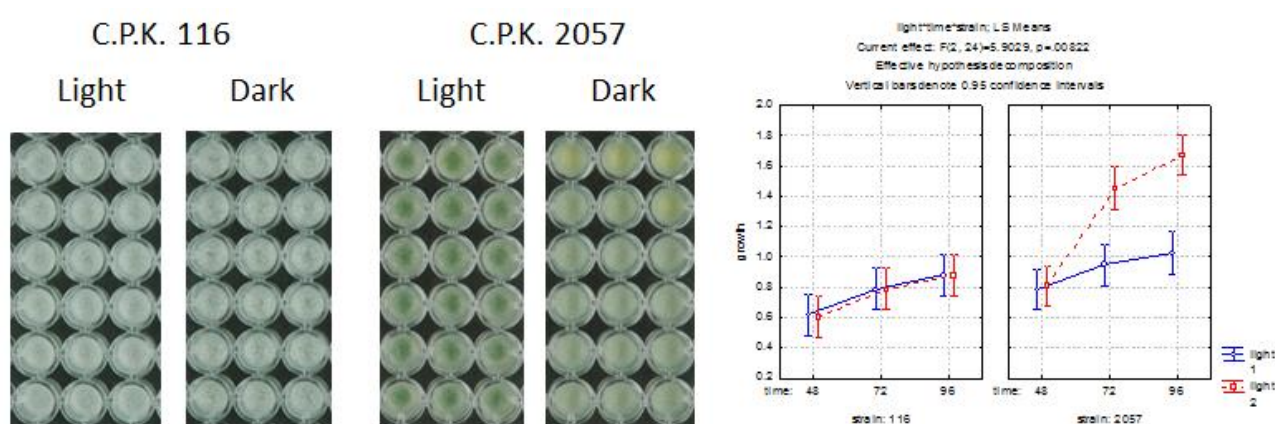 C.P.K. 116
Light Dark
C.P.K. 2057
Light Dark
light*time*strain; LS Means
Current effect: F(2, 24)=5.9029, p=.00822
Effective hypothesis decomposition
Vertical bars denote 0.95 confidence intervals
2.0
1.8
1.6
1.4
1.2
1.0
0.8
0.6
0.4
0.2
growth
time: 48 72 96
strain: 116
48 72 96
strain: 2057
light
1
light
2